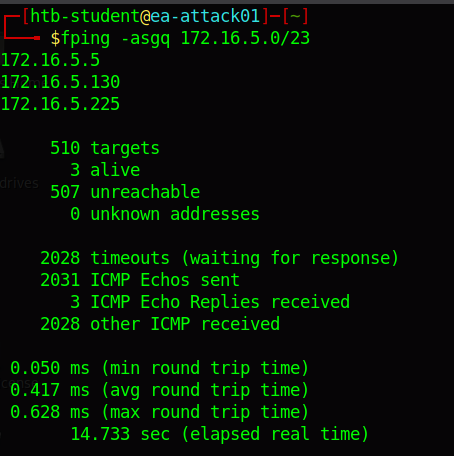 ┌─[htb-student@ea-attack01]─[~]
└──╼ $fping -asgq 172.16.5.0/23
172.16.5.5
172.16.5.130
172.16.5.225
510 targets
3 alive
507 unreachable
0 unknown addresses
2028 timeouts (waiting for response)
2031 ICMP Echos sent
3 ICMP Echo Replies received
2028 other ICMP received
0.050 ms (min round trip time)
0.417 ms (avg round trip time)
0.628 ms (max round trip time)
14.733 sec (elapsed real time)
drives